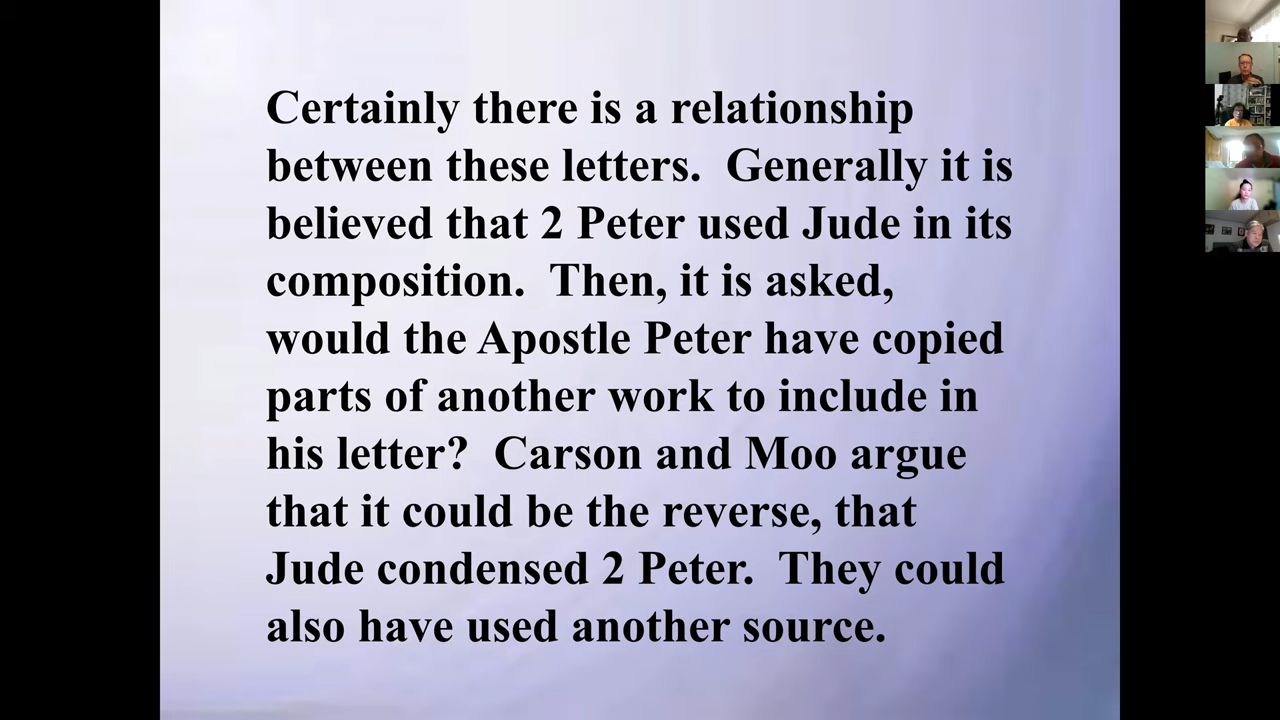 Certainly there is a relationship
between these letters.  Generally it is
believed that 2 Peter used Jude in its
composition.  Then, it is asked,
would the Apostle Peter have copied
parts of another work to include in
his letter?  Carson and Moo argue
that it could be the reverse, that
Jude condensed 2 Peter.  They could
also have used another source.